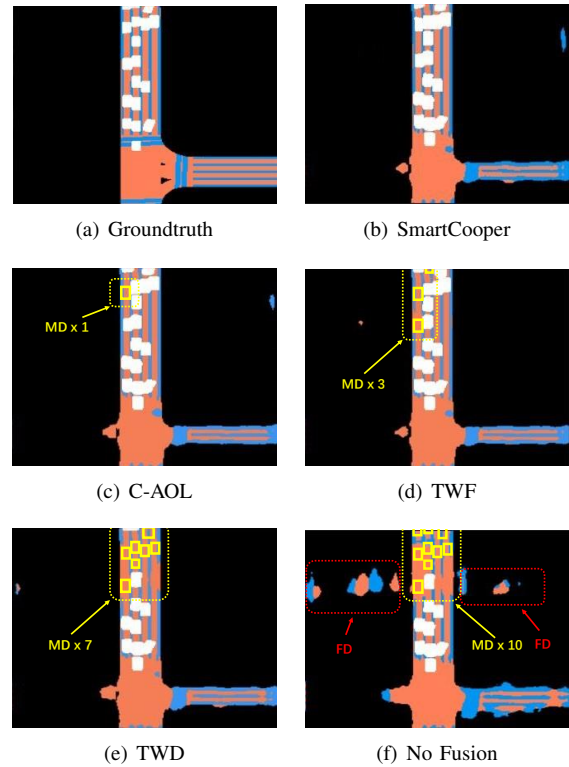 (a) Groundtruth
(b) SmartCooper
MD x 1
MD x 3
(c) C-AOL
(d) TWF
MD x 7
FD
MD x 10
FD
(e) TWD
(f) No Fusion